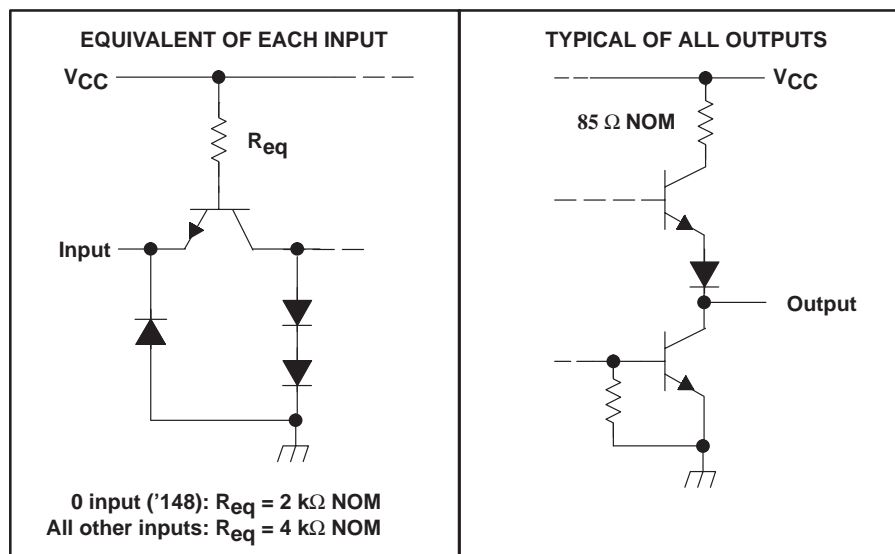 EQUIVALENT OF EACH INPUT
VCC
Req
Input
0 input ('148): Req = 2 kΩ NOM
All other inputs: Req = 4 kΩ NOM
TYPICAL OF ALL OUTPUTS
VCC
85 Ω NOM
Output